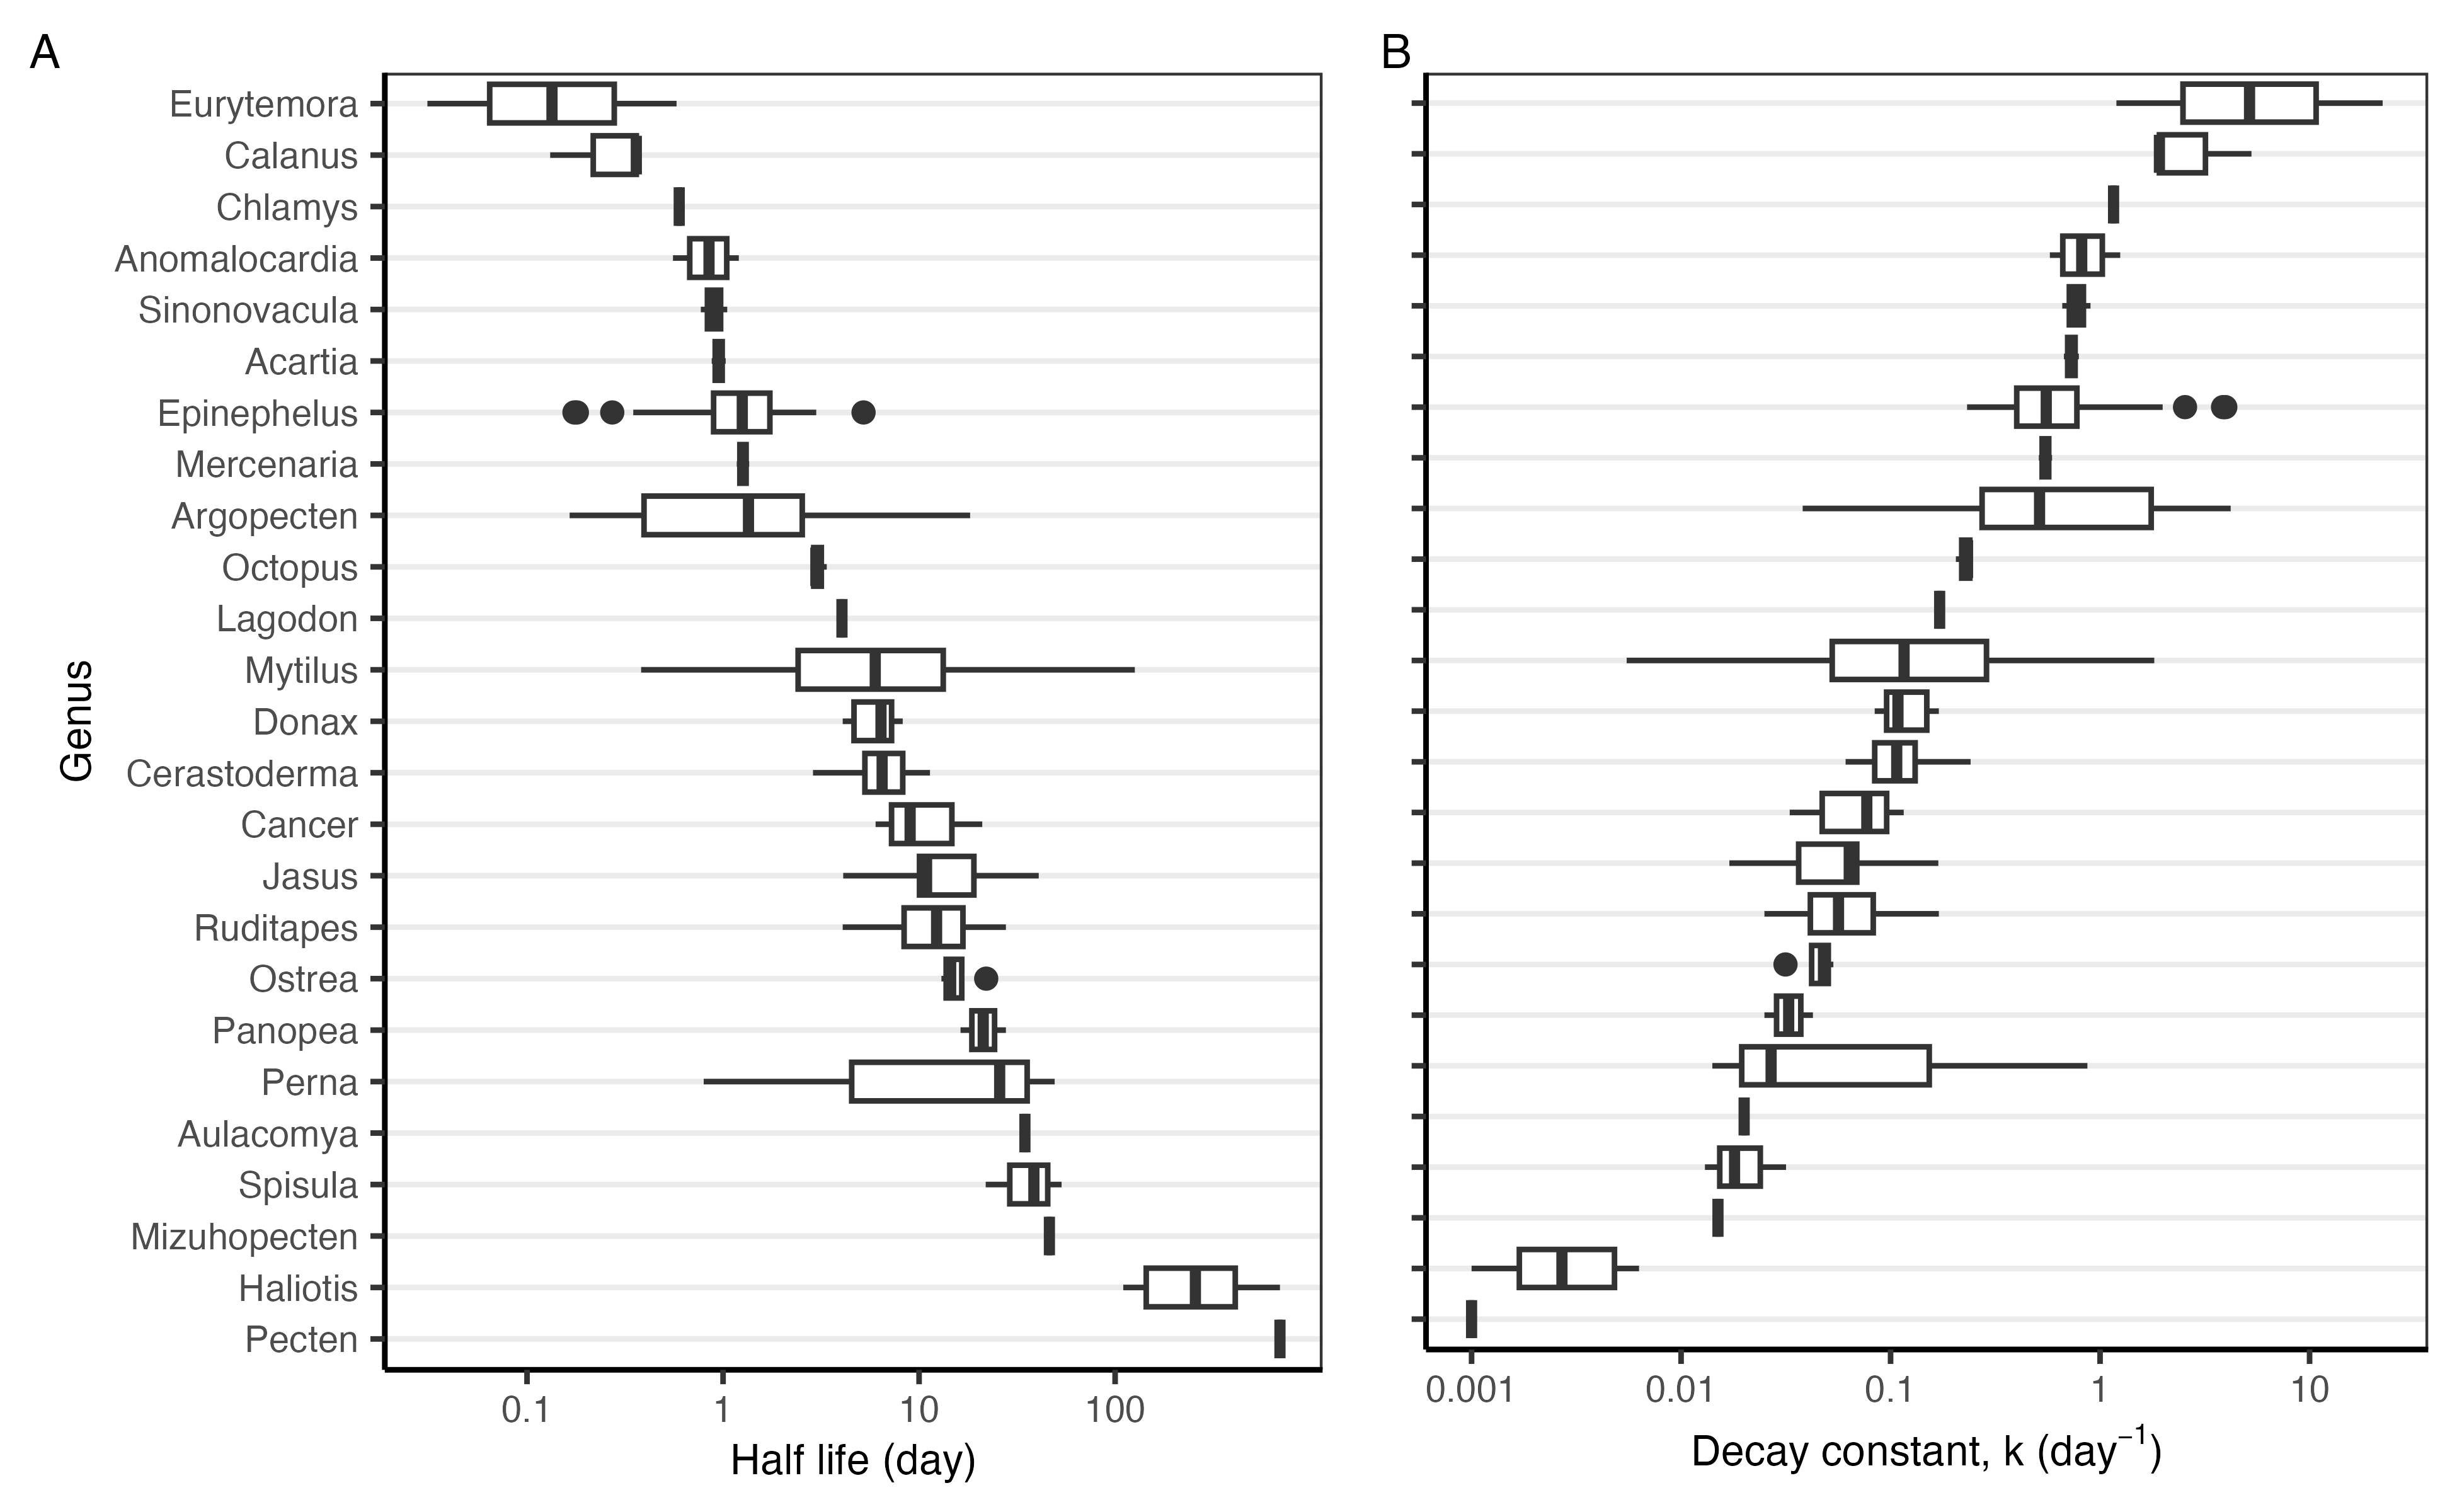 A
B
Eurytemora
Calanus
Chlamys
Anomalocardia
Sinonovacula
Acartia
Epinephelus
Mercenaria
Argopecten
Octopus
Lagodon
Mytilus
Donax
Cerastoderma
Cancer
Jasus
Ruditapes
Ostrea
Panopea
Perna
Aulacomya
Spisula
Mizuhopecten
Haliotis
Pecten
Genus
0.1 1 10 100
Half life (day)
0.001 0.01 0.1 1 10
Decay constant, k (day⁻¹)